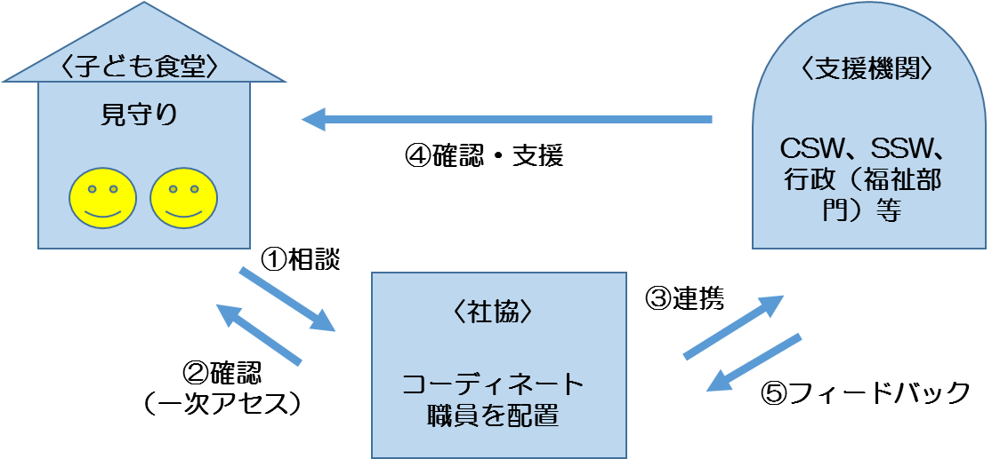 〈子ども食堂〉
見守り
〈支援機関〉
CSW、SSW、
行政（福祉部
門）等
④確認・支援
①相談
②確認
（一次アセス）
〈社協〉
コーディネート
職員を配置
③連携
⑤フィードバック